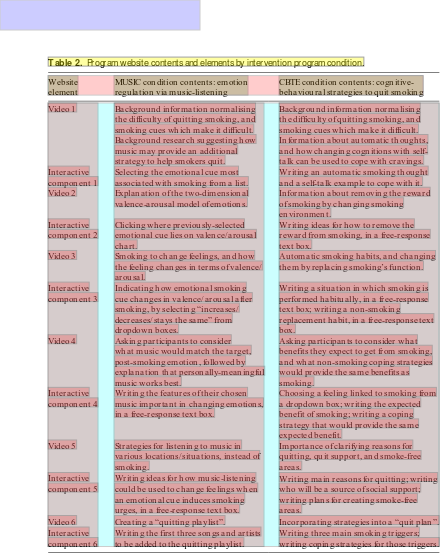 Table 2. Program website contents and elements by intervention program condition.
Website element
MUSIC condition contents: emotion regulation via music-listening
CBTE condition contents: cognitive-behavioural strategies to quit smoking
Video 1
Background information normalising
the difficulty of quitting smoking, and
smoking cues which make it difficult.
Background research suggesting how
music may provide an additional
strategy to help smokers quit.
Background information normalising
the difficulty of quitting smoking, and
smoking cues which make it difficult.
Information about automatic thoughts,
and how changing cognitions with self-
talk can be used to cope with cravings.
Interactive
component 1
Selecting the emotional cue most
associated with smoking from a list.
Writing an automatic smoking thought
and a self-talk example to cope with it.
Video 2
Explanation of the two-dimensional
valence-arousal model of emotions.
Information about removing the reward
of smoking by changing smoking
environment.
Interactive
component 2
Clicking where previously-selected
emotional cue lies on valence/arousal
chart.
Writing ideas for how to remove the
reward from smoking, in a free-response
text box.
Video 3
Smoking to change feelings, and how
the feeling changes in terms of valence/
arousal.
Automatic smoking habits, and changing
them by replacing smoking's function.
Interactive
component 3
Indicating how emotional smoking
cue changes in valence/arousal after
smoking, by selecting "increases/
decreases/stays the same" from
dropdown boxes.
Writing a situation in which smoking is
performed habitually, in a free-response
text box; writing a non-smoking
replacement habit, in a free-response text
box.
Video 4
Asking participants to consider
what music would match the target,
post-smoking emotion, followed by
explanation that personally-meaningful
music works best.
Asking participants to consider what
benefits they expect to get from smoking,
and what non-smoking coping strategies
would provide the same benefits as
smoking.
Interactive
component 4
Writing the features of their chosen
music important in changing emotions,
in a free-response text box.
Choosing a feeling linked to smoking from
a dropdown box; writing the expected
benefit of smoking; writing a coping
strategy that would provide the same
expected benefit.
Video 5
Strategies for listening to music in
various locations/situations, instead of
smoking.
Importance of clarifying reasons for
quitting, quit support, and smoke-free
areas.
Interactive
component 5
Writing ideas for how music-listening
could be used to change feelings when
an emotional cue induces smoking
urges, in a free-response text box.
Writing main reasons for quitting; writing
who will be a source of social support;
writing plans for creating smoke-free
areas.
Video 6
Creating a "quitting playlist".
Incorporating strategies into a "quit plan".
Interactive
component 6
Writing the first three songs and artists
to be added to the quitting playlist.
Writing three main smoking triggers;
writing coping strategies for those triggers.